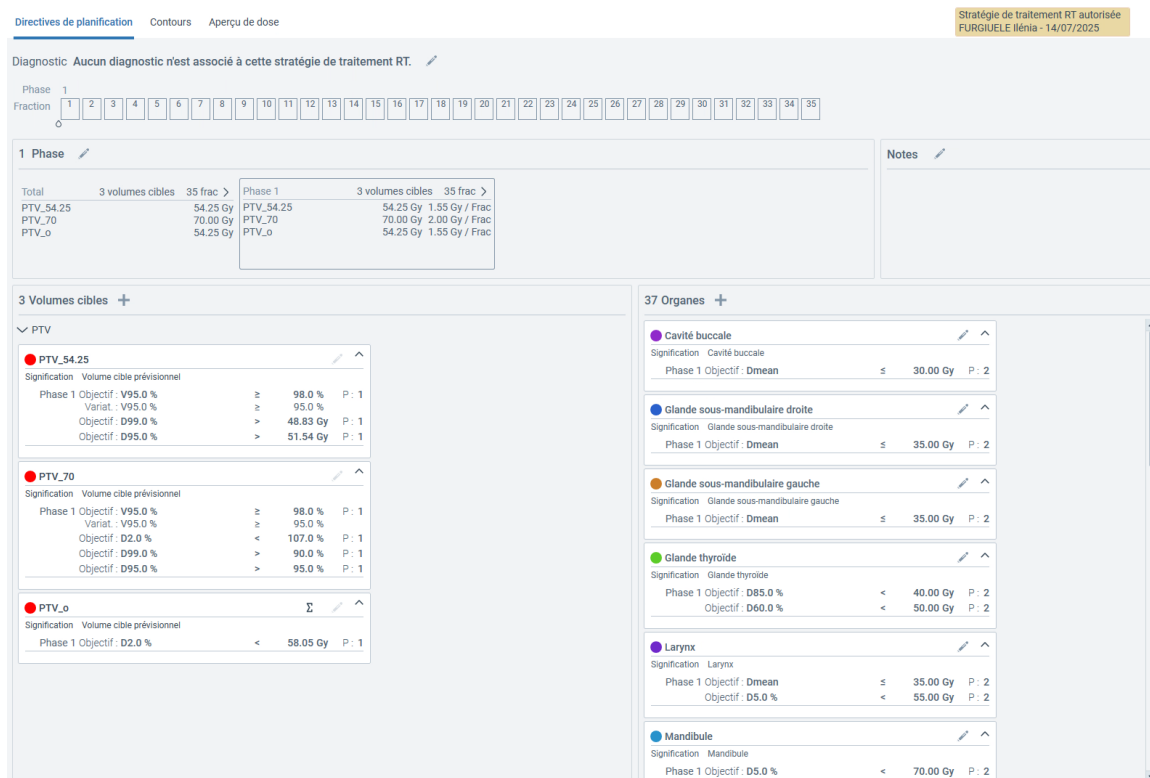 Directives de planification Contours Aperçu de dose
Stratégie de traitement RT autorisée
FURGIUELE Ilénia - 14/07/2025
Diagnostic Aucun diagnostic n'est associé à cette stratégie de traitement RT.
Phase 1
Fraction 1 2 3 4 5 6 7 8 9 10 11 12 13 14 15 16 17 18 19 20 21 22 23 24 25 26 27 28 29 30 31 32 33 34 35
1 Phase
Total 3 volumes cibles 35 frac >
PTV_54.25 54.25 Gy
PTV_70 70.00 Gy
PTV_o 54.25 Gy
Phase 1 3 volumes cibles 35 frac >
PTV_54.25 54.25 Gy 1.55 Gy / Frac
PTV_70 70.00 Gy 2.00 Gy / Frac
PTV_o 54.25 Gy 1.55 Gy / Frac
Notes
3 Volumes cibles +
PTV
PTV_54.25
Signification Volume cible prévisionnel
Phase 1 Objectif : V95.0 % ≥ 98.0 % P : 1
Variat. : V95.0 % ≥ 95.0 %
Objectif : D99.0 % > 48.83 Gy P : 1
Objectif : D95.0 % > 51.54 Gy P : 1
PTV_70
Signification Volume cible prévisionnel
Phase 1 Objectif : V95.0 % ≥ 98.0 % P : 1
Variat. : V95.0 % ≥ 95.0 %
Objectif : D2.0 % < 107.0 % P : 1
Objectif : D99.0 % > 90.0 % P : 1
Objectif : D95.0 % > 95.0 % P : 1
PTV_o Σ
Signification Volume cible prévisionnel
Phase 1 Objectif : D2.0 % < 58.05 Gy P : 1
37 Organes +
Cavité buccale
Signification Cavité buccale
Phase 1 Objectif : Dmean ≤ 30.00 Gy P : 2
Glande sous-mandibulaire droite
Signification Glande sous-mandibulaire droite
Phase 1 Objectif : Dmean ≤ 35.00 Gy P : 2
Glande sous-mandibulaire gauche
Signification Glande sous-mandibulaire gauche
Phase 1 Objectif : Dmean ≤ 35.00 Gy P : 2
Glande thyroïde
Signification Glande thyroïde
Phase 1 Objectif : D85.0 % < 40.00 Gy P : 2
Objectif : D60.0 % < 50.00 Gy P : 2
Larynx
Signification Larynx
Phase 1 Objectif : Dmean ≤ 35.00 Gy P : 2
Objectif : D5.0 % < 55.00 Gy P : 2
Mandibule
Signification Mandibule
Phase 1 Objectif : D5.0 % < 70.00 Gy P : 2